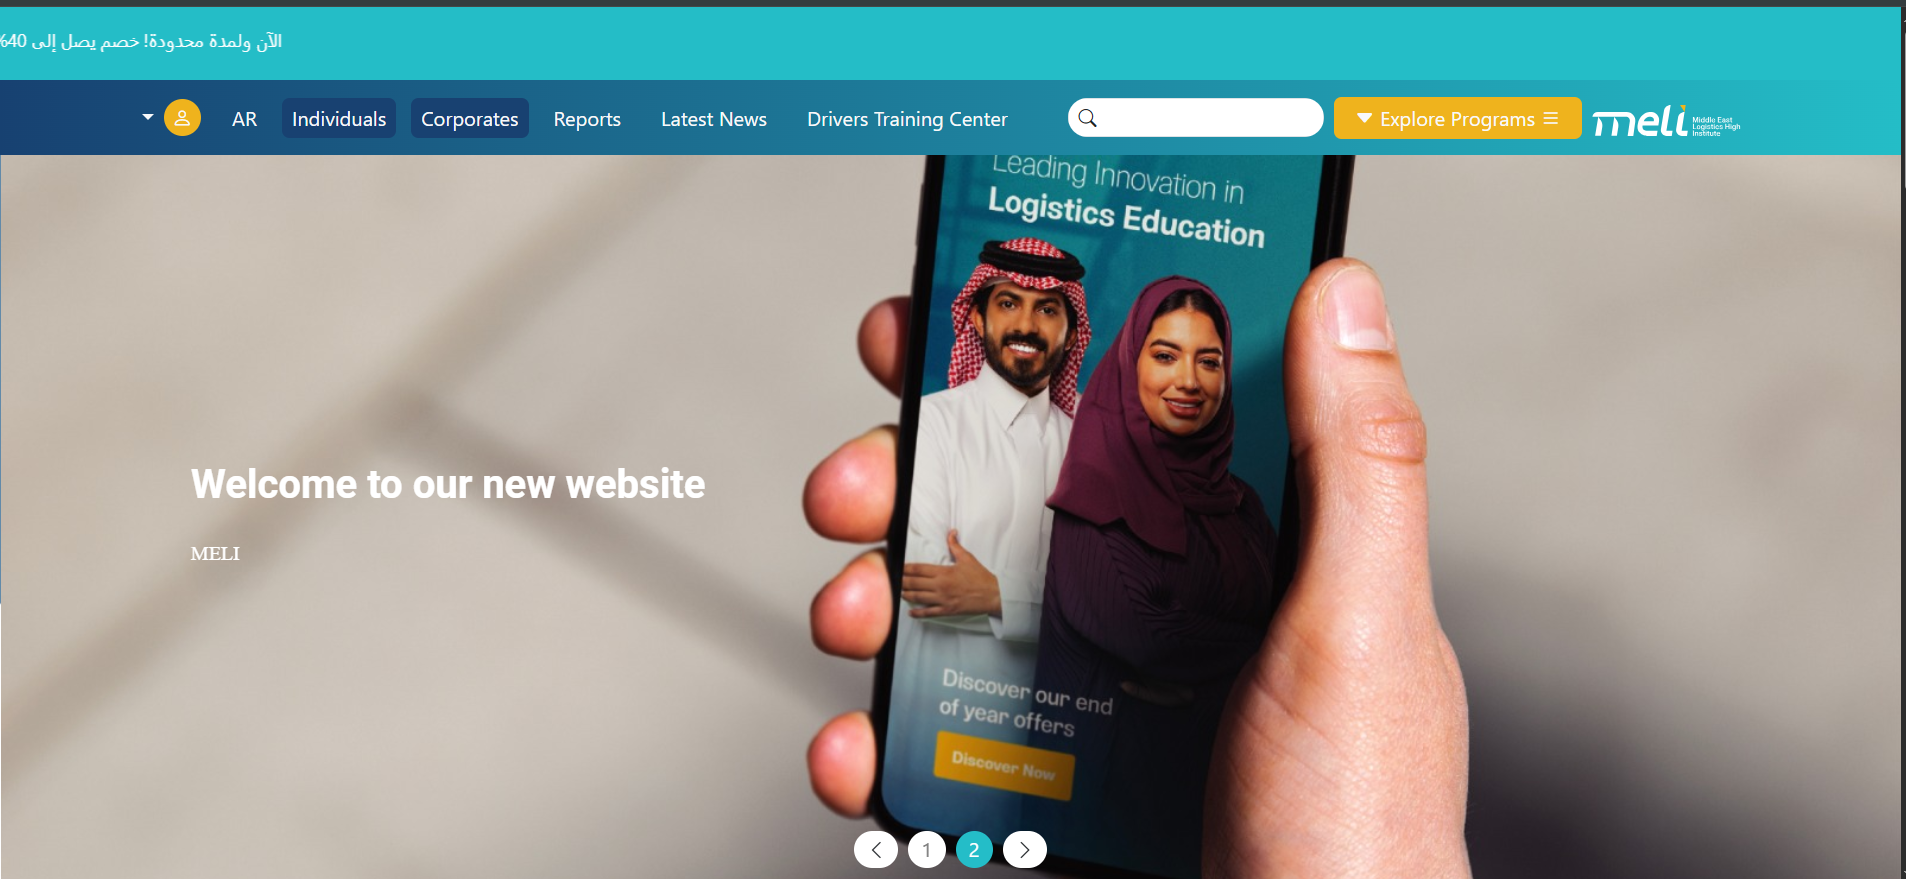 الآن ولمدة محدودة! خصم يصل إلى 40%
AR
Individuals
Corporates
Reports
Latest News
Drivers Training Center
Explore Programs
meli
Middle East
Logistics High
Institute
Leading Innovation in
Logistics Education
Welcome to our new website
MELI
Discover our end
of year offers
Discover Now
1
2